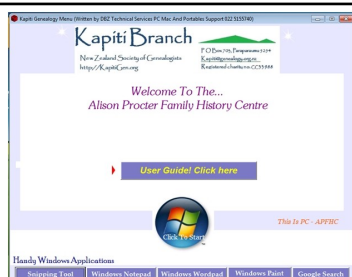 Kapiti Genealogy Menu (Written by DBZ Technical Services PC Mac And Portables Support 022 5155740)
Kapiti Branch
New Zealand Society of Genealogists
http://KapitiGen.org
P O Box 705, Paraparaumu 5254
Kapiti@genealogy.org.nz
Registered charity no. CC53988
Welcome To The...
Alison Procter Family History Centre
User Guide! Click here
Click To Start
This Is PC - APFHC
Handy Windows Applications
Snipping Tool Windows Notepad Windows Wordpad Windows Paint Google Search